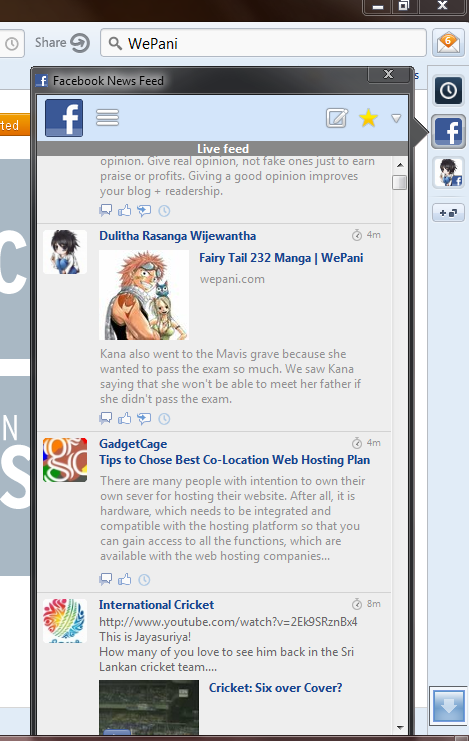 Share
WePani
6
Facebook News Feed
ted
Live feed
opinion. Give real opinion, not fake ones just to earn
praise or profits. Giving a good opinion improves
your blog + readership.
Dulitha Rasanga Wijewantha
4m
Fairy Tail 232 Manga | WePani
wepani.com
Kana also went to the Mavis grave because she
wanted to pass the exam so much. We saw Kana
saying that she won't be able to meet her father if
she didn't pass the exam.
GadgetCage
4m
Tips to Chose Best Co-Location Web Hosting Plan
There are many people with intention to own their
own sever for hosting their website. After all, it is
hardware, which needs to be integrated and
compatible with the hosting platform so that you
can gain access to all the functions, which are
available with the web hosting companies...
International Cricket
8m
http://www.youtube.com/watch?v=2Ek9SRznBx4
This is Jayasuriya!
How many of you love to see him back in the Sri
Lankan cricket team....
Cricket: Six over Cover?
C
N
S